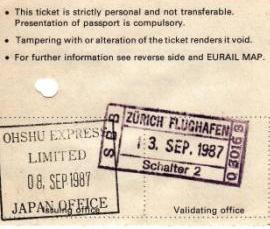 • This ticket is strictly personal and not transferable.
Presentation of passport is compulsory.
• Tampering with or alteration of the ticket renders it void.
• For further information see reverse side and EURAIL MAP.
OHSHU EXPRESS
LIMITED
08. SEP 1987
JAPAN OFFICE
Issuing office
SBB
ZÜRICH FLUGHAFEN
13. SEP. 1987
Schalter 2
030163
Validating office